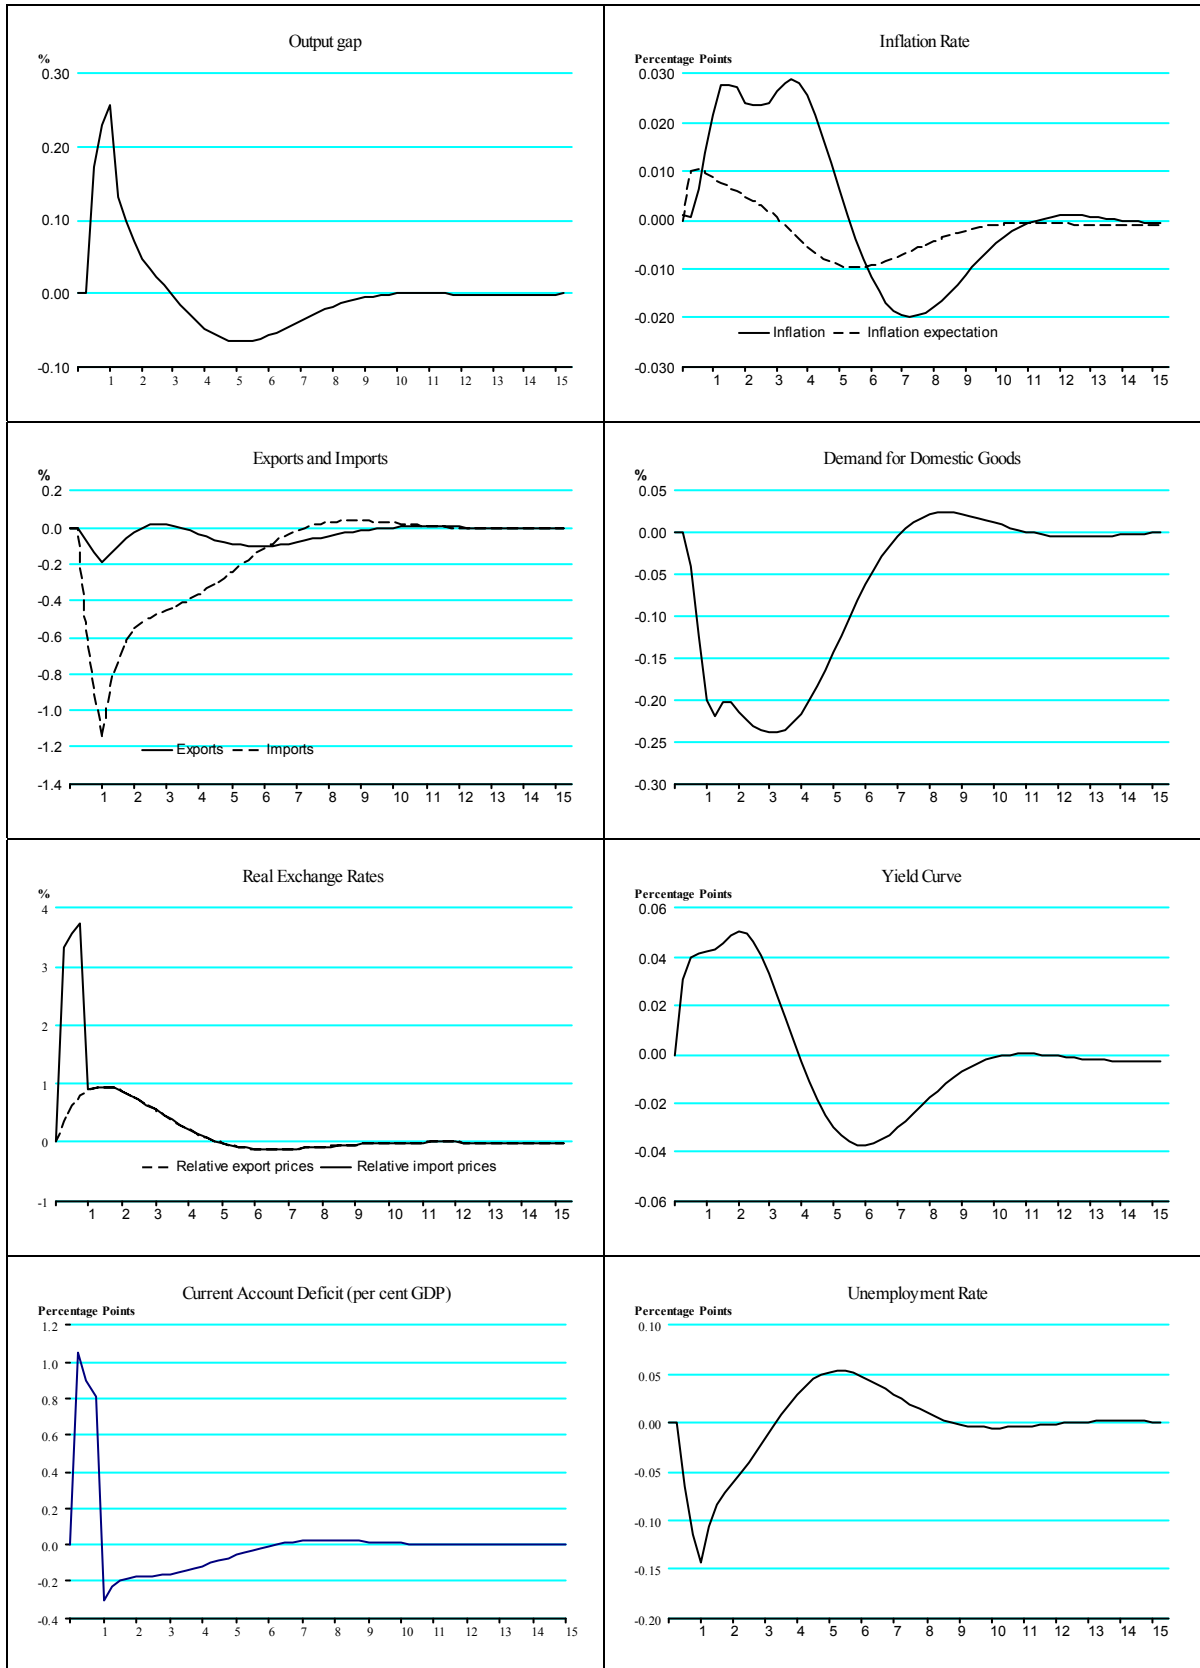 Output gap
%
0.30
0.20
0.10
0.00
-0.10
1 2 3 4 5 6 7 8 9 10 11 12 13 14 15
Inflation Rate
Percentage Points
0.030
0.020
0.010
0.000
-0.010
-0.020
Inflation Inflation expectation
-0.030
1 2 3 4 5 6 7 8 9 10 11 12 13 14 15
Exports and Imports
%
0.2
0.0
-0.2
-0.4
-0.6
-0.8
-1.0
-1.2
Exports Imports
-1.4
1 2 3 4 5 6 7 8 9 10 11 12 13 14 15
Demand for Domestic Goods
%
0.05
0.00
-0.05
-0.10
-0.15
-0.20
-0.25
-0.30
1 2 3 4 5 6 7 8 9 10 11 12 13 14 15
Real Exchange Rates
%
4
3
2
1
0
Relative export prices Relative import prices
-1
1 2 3 4 5 6 7 8 9 10 11 12 13 14 15
Yield Curve
Percentage Points
0.06
0.04
0.02
0.00
-0.02
-0.04
-0.06
1 2 3 4 5 6 7 8 9 10 11 12 13 14 15
Current Account Deficit (per cent GDP)
Percentage Points
1.2
1.0
0.8
0.6
0.4
0.2
0.0
-0.2
-0.4
1 2 3 4 5 6 7 8 9 10 11 12 13 14 15
Unemployment Rate
Percentage Points
0.10
0.05
0.00
-0.05
-0.10
-0.15
-0.20
1 2 3 4 5 6 7 8 9 10 11 12 13 14 15